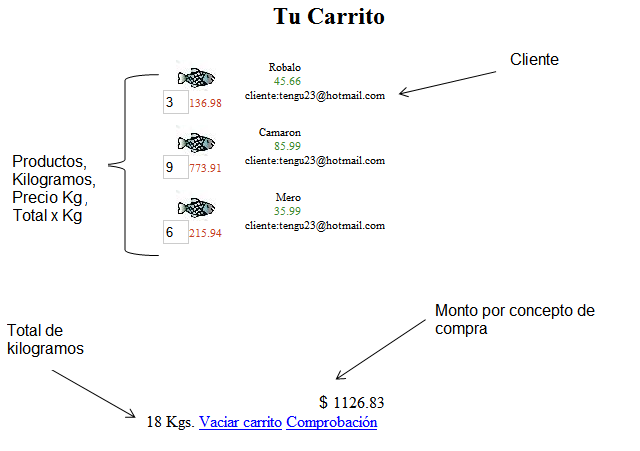 Tu Carrito
Cliente
Robalo
45.66
3 136.98
cliente:tengu23@hotmail.com
Camaron
85.99
9 773.91
cliente:tengu23@hotmail.com
Mero
35.99
6 215.94
cliente:tengu23@hotmail.com
Productos,
Kilogramos,
Precio Kg,
Total x Kg
Total de
kilogramos
Monto por concepto de
compra
$ 1126.83
18 Kgs. Vaciar carrito Comprobación